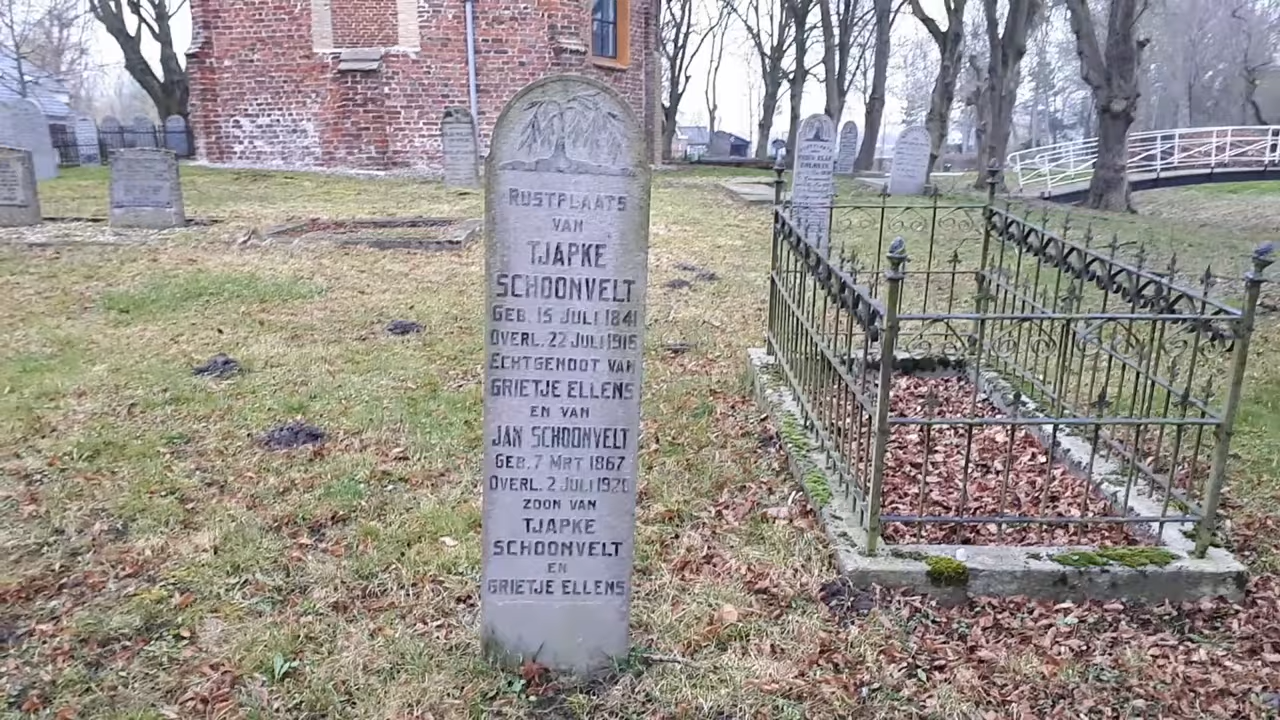 RUSTPLAATS
VAN
TJAPKE
SCHOONVELT
GEB. 15 JULI 1841
OVERL. 22 JULI 1915
ECHTGENOOT VAN
GRIETJE ELLENS
EN VAN
JAN SCHOONVELT
GEB. 7 MRT 1867
OVERL. 2 JULI 1920
ZOON VAN
TJAPKE
SCHOONVELT
EN
GRIETJE ELLENS